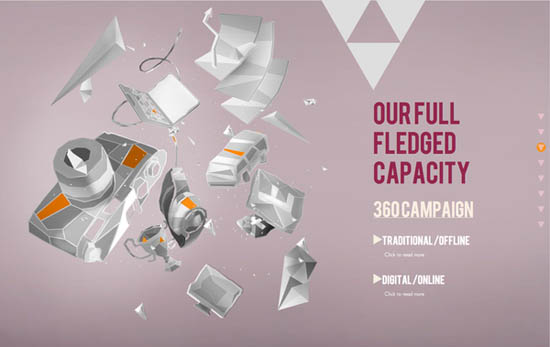 OUR FULL
FLEDGED
CAPACITY
360 CAMPAIGN
TRADITIONAL/OFFLINE
Click to read more
DIGITAL/ONLINE
Click to read more